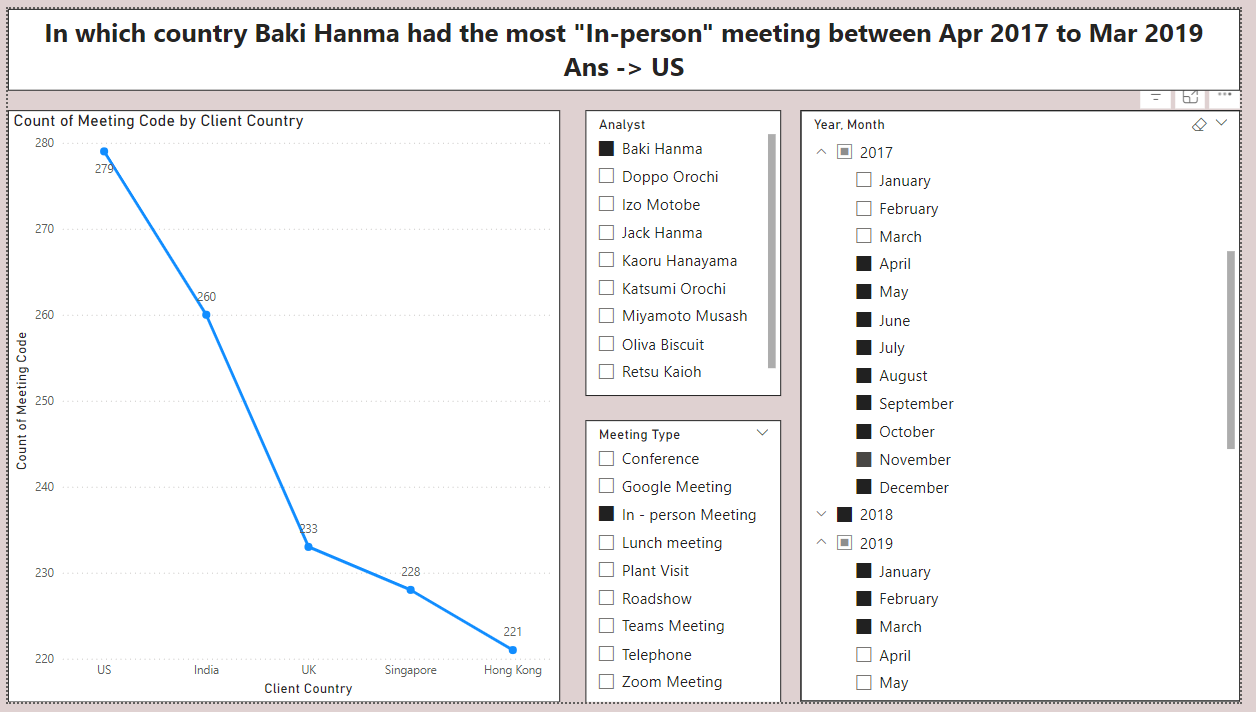 In which country Baki Hanma had the most "In-person" meeting between Apr 2017 to Mar 2019
Ans -> US
Count of Meeting Code by Client Country
280
270
260
250
240
230
220
279
260
233
228
221
US
India
UK
Singapore
Hong Kong
Count of Meeting Code
Client Country
Analyst
Baki Hanma
Doppo Orochi
Izo Motobe
Jack Hanma
Kaoru Hanayama
Katsumi Orochi
Miyamoto Musash
Oliva Biscuit
Retsu Kaioh
Meeting Type
Conference
Google Meeting
In - person Meeting
Lunch meeting
Plant Visit
Roadshow
Teams Meeting
Telephone
Zoom Meeting
Year, Month
2017
January
February
March
April
May
June
July
August
September
October
November
December
2018
2019
January
February
March
April
May